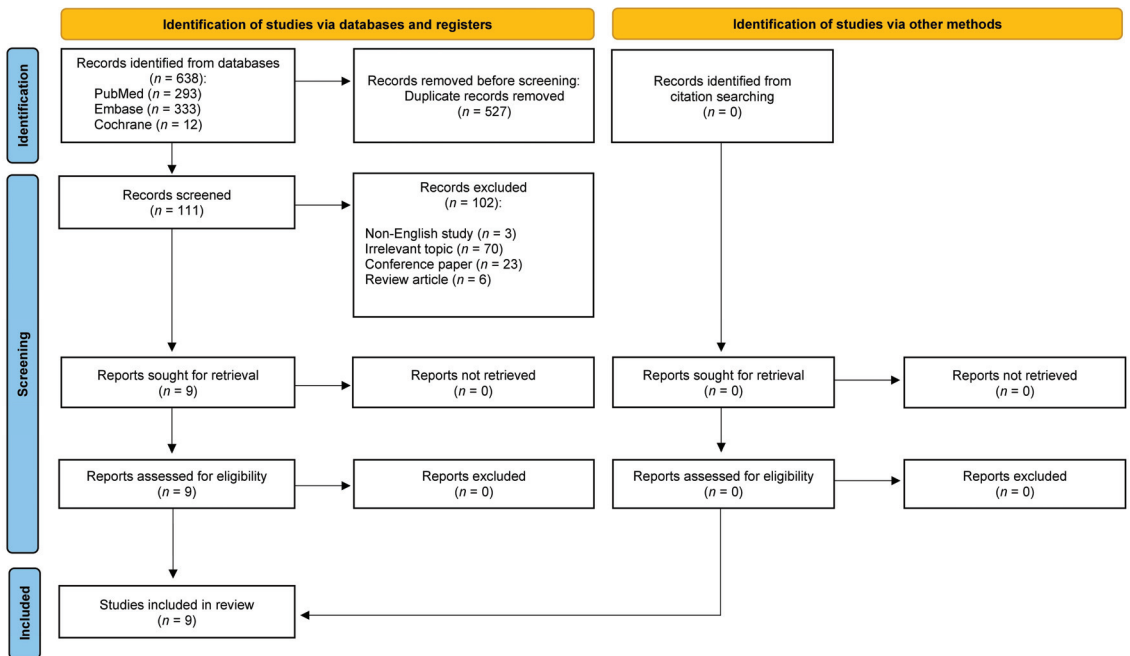 Identification of studies via databases and registers
Identification of studies via other methods
Identification
Records identified from databases
(n = 638):
PubMed (n = 293)
Embase (n = 333)
Cochrane (n = 12)
Records removed before screening:
Duplicate records removed
(n = 527)
Records identified from
citation searching
(n = 0)
Screening
Records screened
(n = 111)
Records excluded
(n = 102):
Non-English study (n = 3)
Irrelevant topic (n = 70)
Conference paper (n = 23)
Review article (n = 6)
Reports sought for retrieval
(n = 9)
Reports not retrieved
(n = 0)
Reports sought for retrieval
(n = 0)
Reports not retrieved
(n = 0)
Reports assessed for eligibility
(n = 9)
Reports excluded
(n = 0)
Reports assessed for eligibility
(n = 0)
Reports excluded
(n = 0)
Included
Studies included in review
(n = 9)